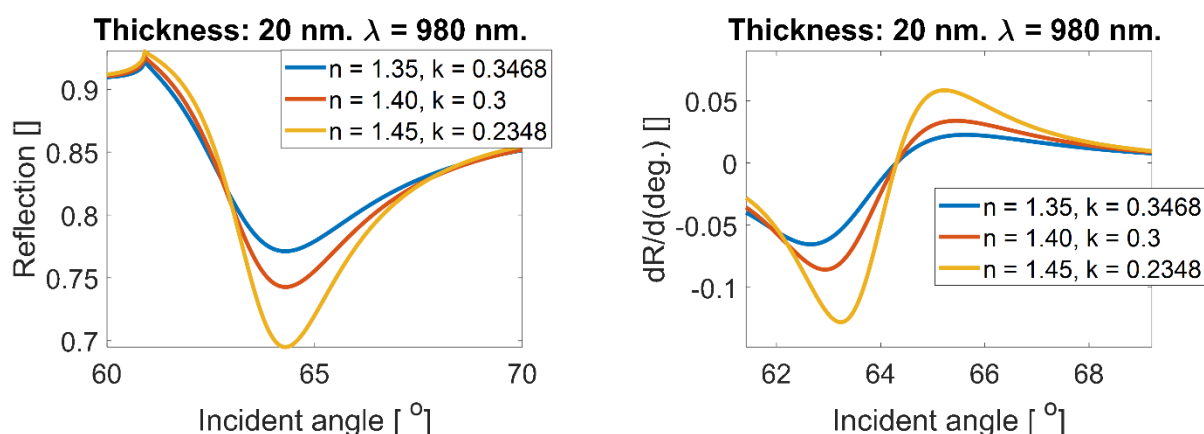 Thickness: 20 nm. λ = 980 nm.
n = 1.35, k = 0.3468
n = 1.40, k = 0.3
n = 1.45, k = 0.2348
Reflection []
0.9
0.85
0.8
0.75
0.7
60
65
70
Incident angle [ °]
Thickness: 20 nm. λ = 980 nm.
dR/d(deg.) []
0.05
0
-0.05
-0.1
n = 1.35, k = 0.3468
n = 1.40, k = 0.3
n = 1.45, k = 0.2348
62
64
66
68
Incident angle [ °]